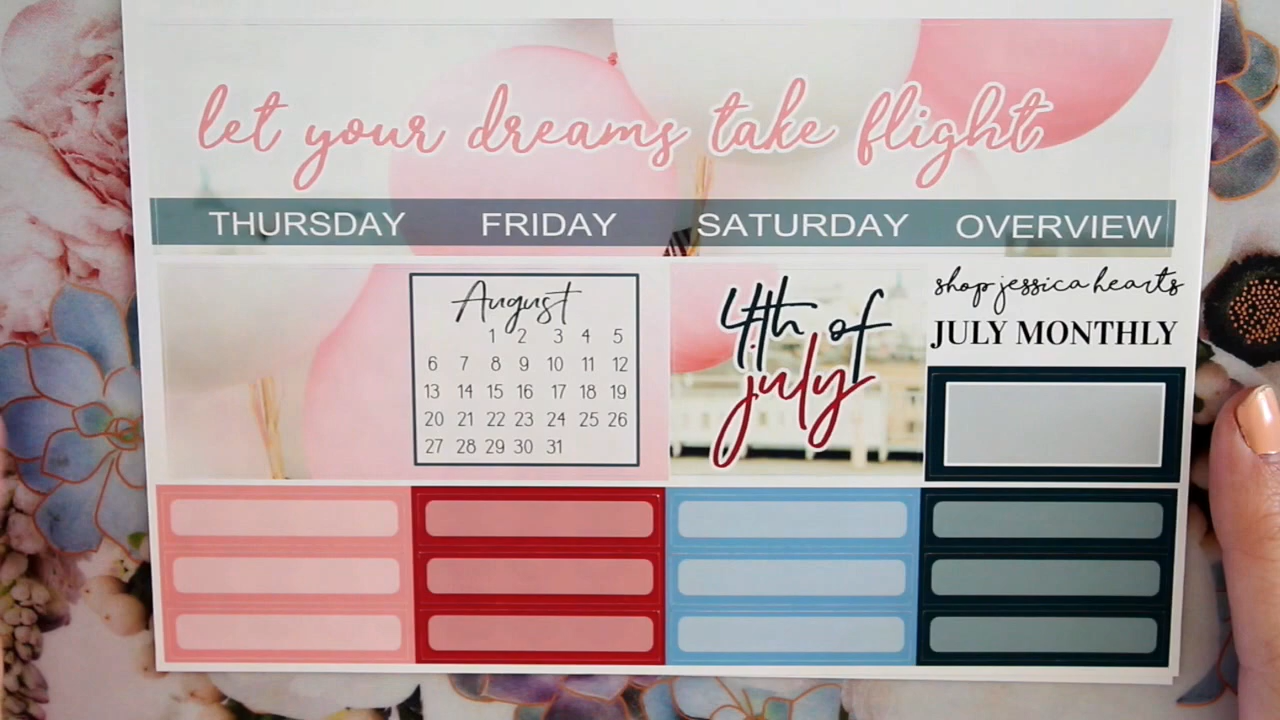 let your dreams take flight
THURSDAY FRIDAY SATURDAY OVERVIEW
August
1 2 3 4 5
6 7 8 9 10 11 12
13 14 15 16 17 18 19
20 21 22 23 24 25 26
27 28 29 30 31
4th of
july
shop jessica hearts
JULY MONTHLY